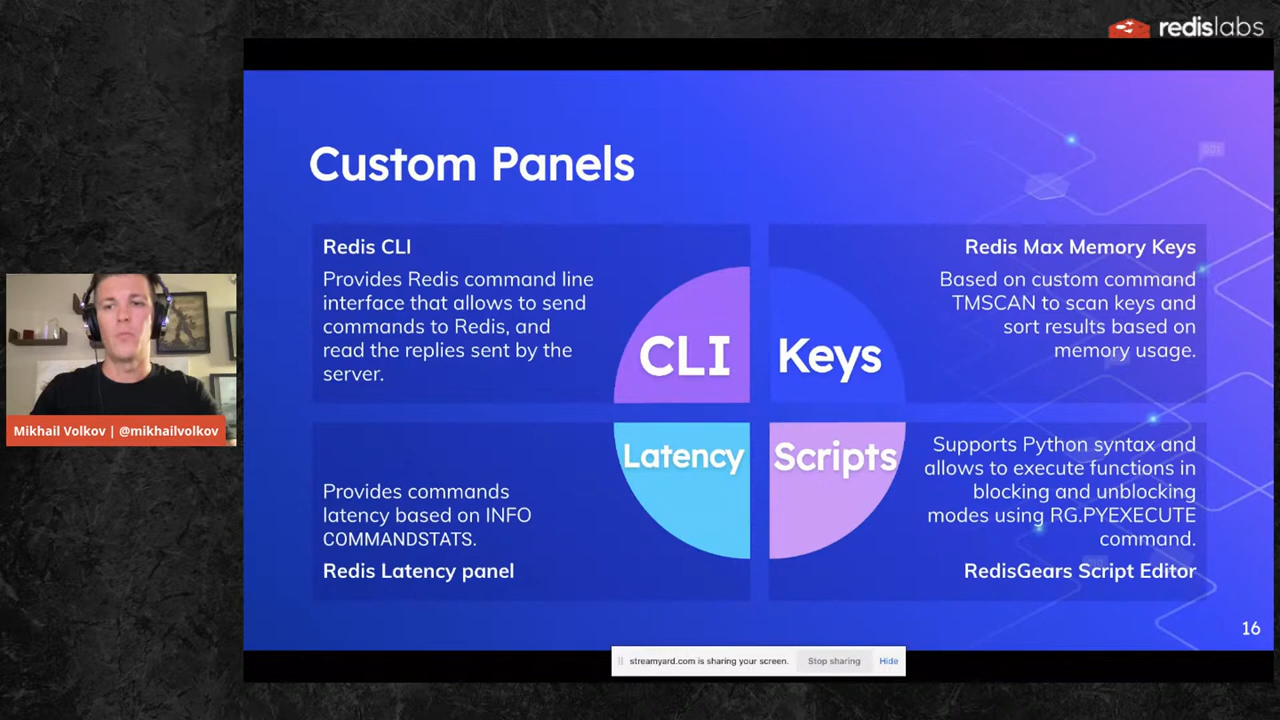 redislabs
Custom Panels
Redis CLI
Provides Redis command line
interface that allows to send
commands to Redis, and
read the replies sent by the
server.
CLI
Keys
Redis Max Memory Keys
Based on custom command
TMSCAN to scan keys and
sort results based on
memory usage.
Latency
Scripts
Provides commands
latency based on INFO
COMMANDSTATS.
Redis Latency panel
Supports Python syntax and
allows to execute functions in
blocking and unblocking
modes using RG.PYEXECUTE
command.
RedisGears Script Editor
Mikhail Volkov | @mikhailvolkov
16
streamyard.com is sharing your screen.
Stop sharing
Hide